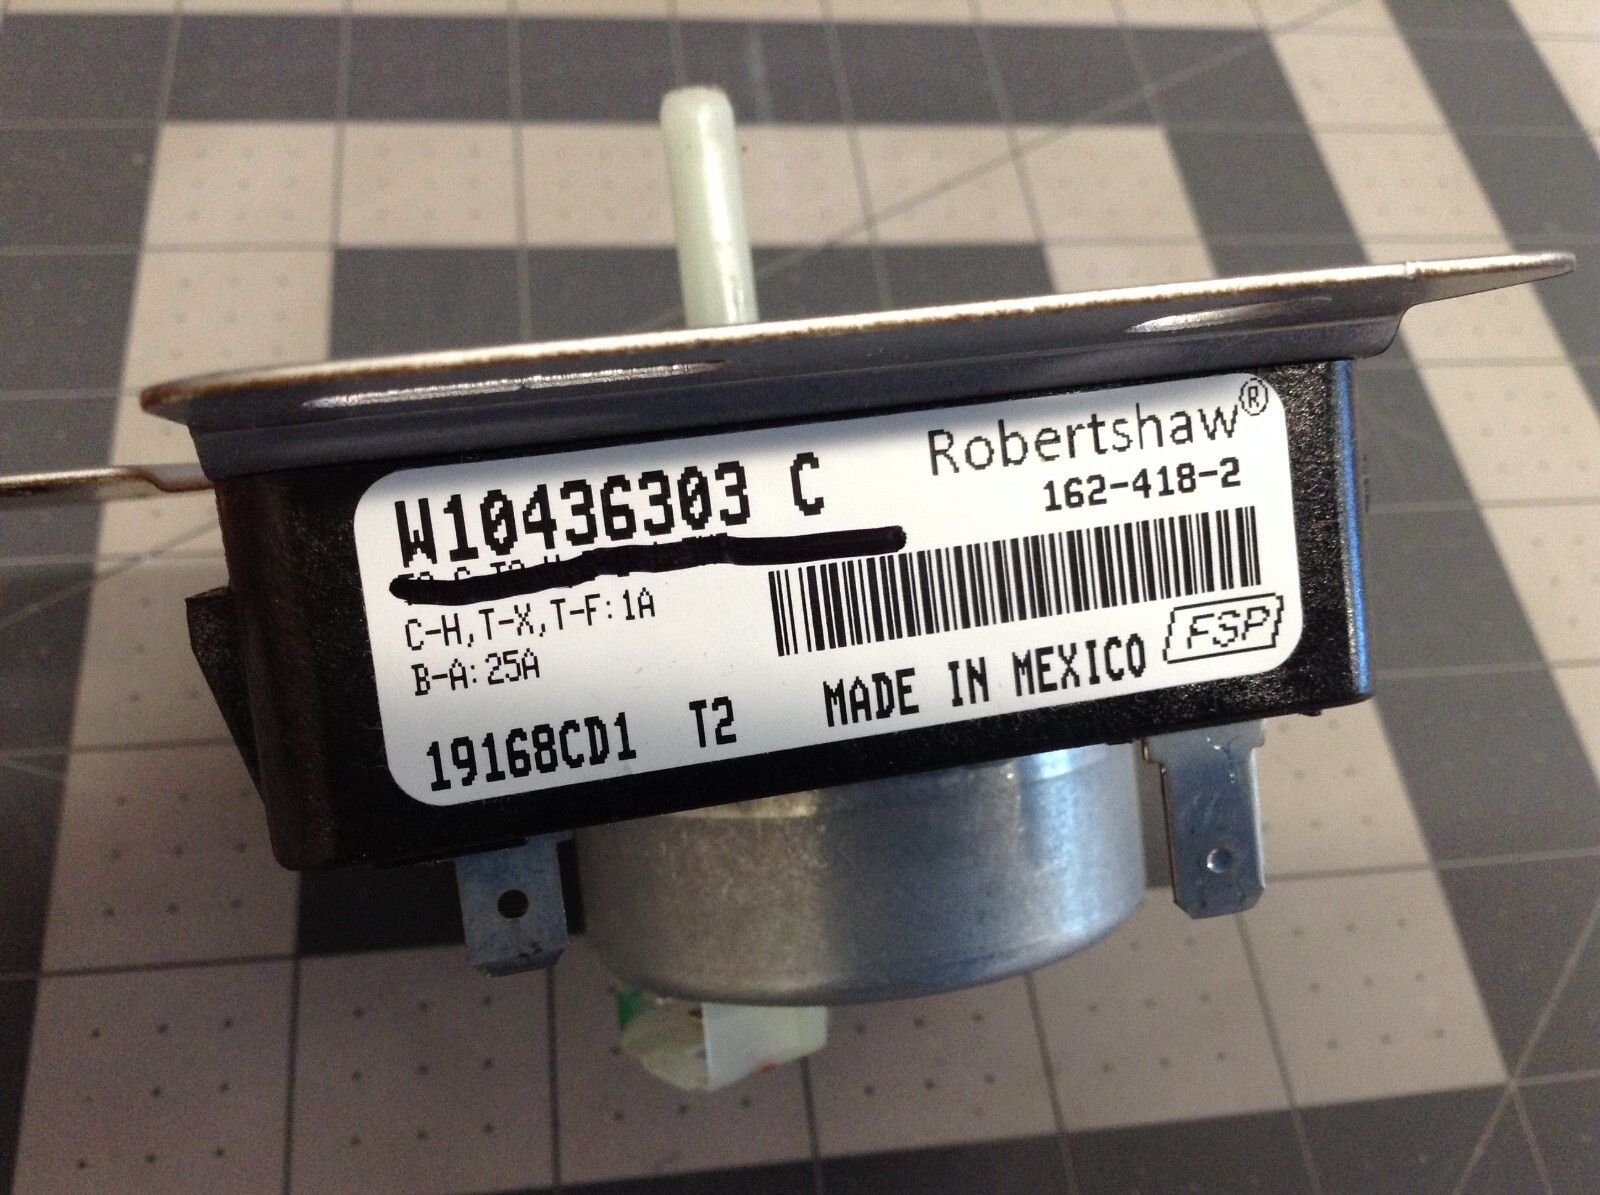 W10436303 C
Robertshaw®
162-418-2
C-H,T-X,T-F:1A
B-A:25A
19168CD1 T2 MADE IN MEXICO FSP